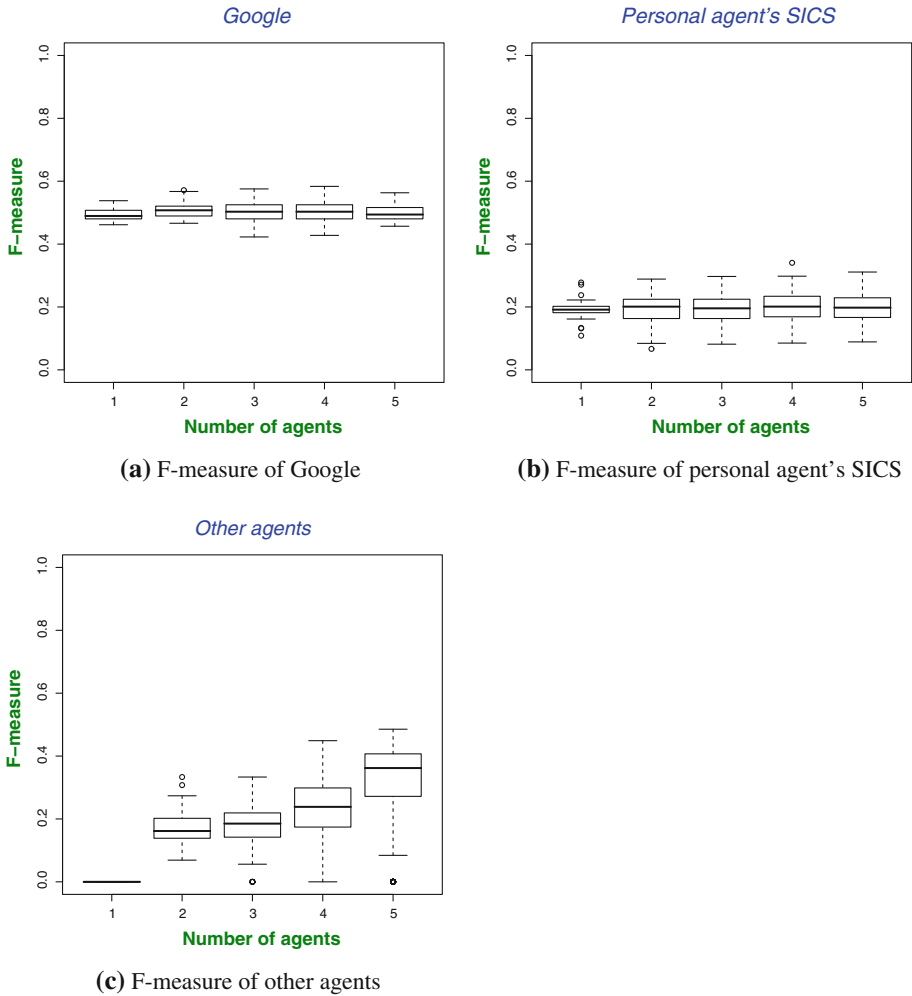 Google
F−measure
1.0
0.8
0.6
0.4
0.2
0.0
1 2 3 4 5
Number of agents
(a) F-measure of Google
Personal agent's SICS
F−measure
1.0
0.8
0.6
0.4
0.2
0.0
1 2 3 4 5
Number of agents
(b) F-measure of personal agent's SICS
Other agents
F−measure
1.0
0.8
0.6
0.4
0.2
0.0
1 2 3 4 5
Number of agents
(c) F-measure of other agents